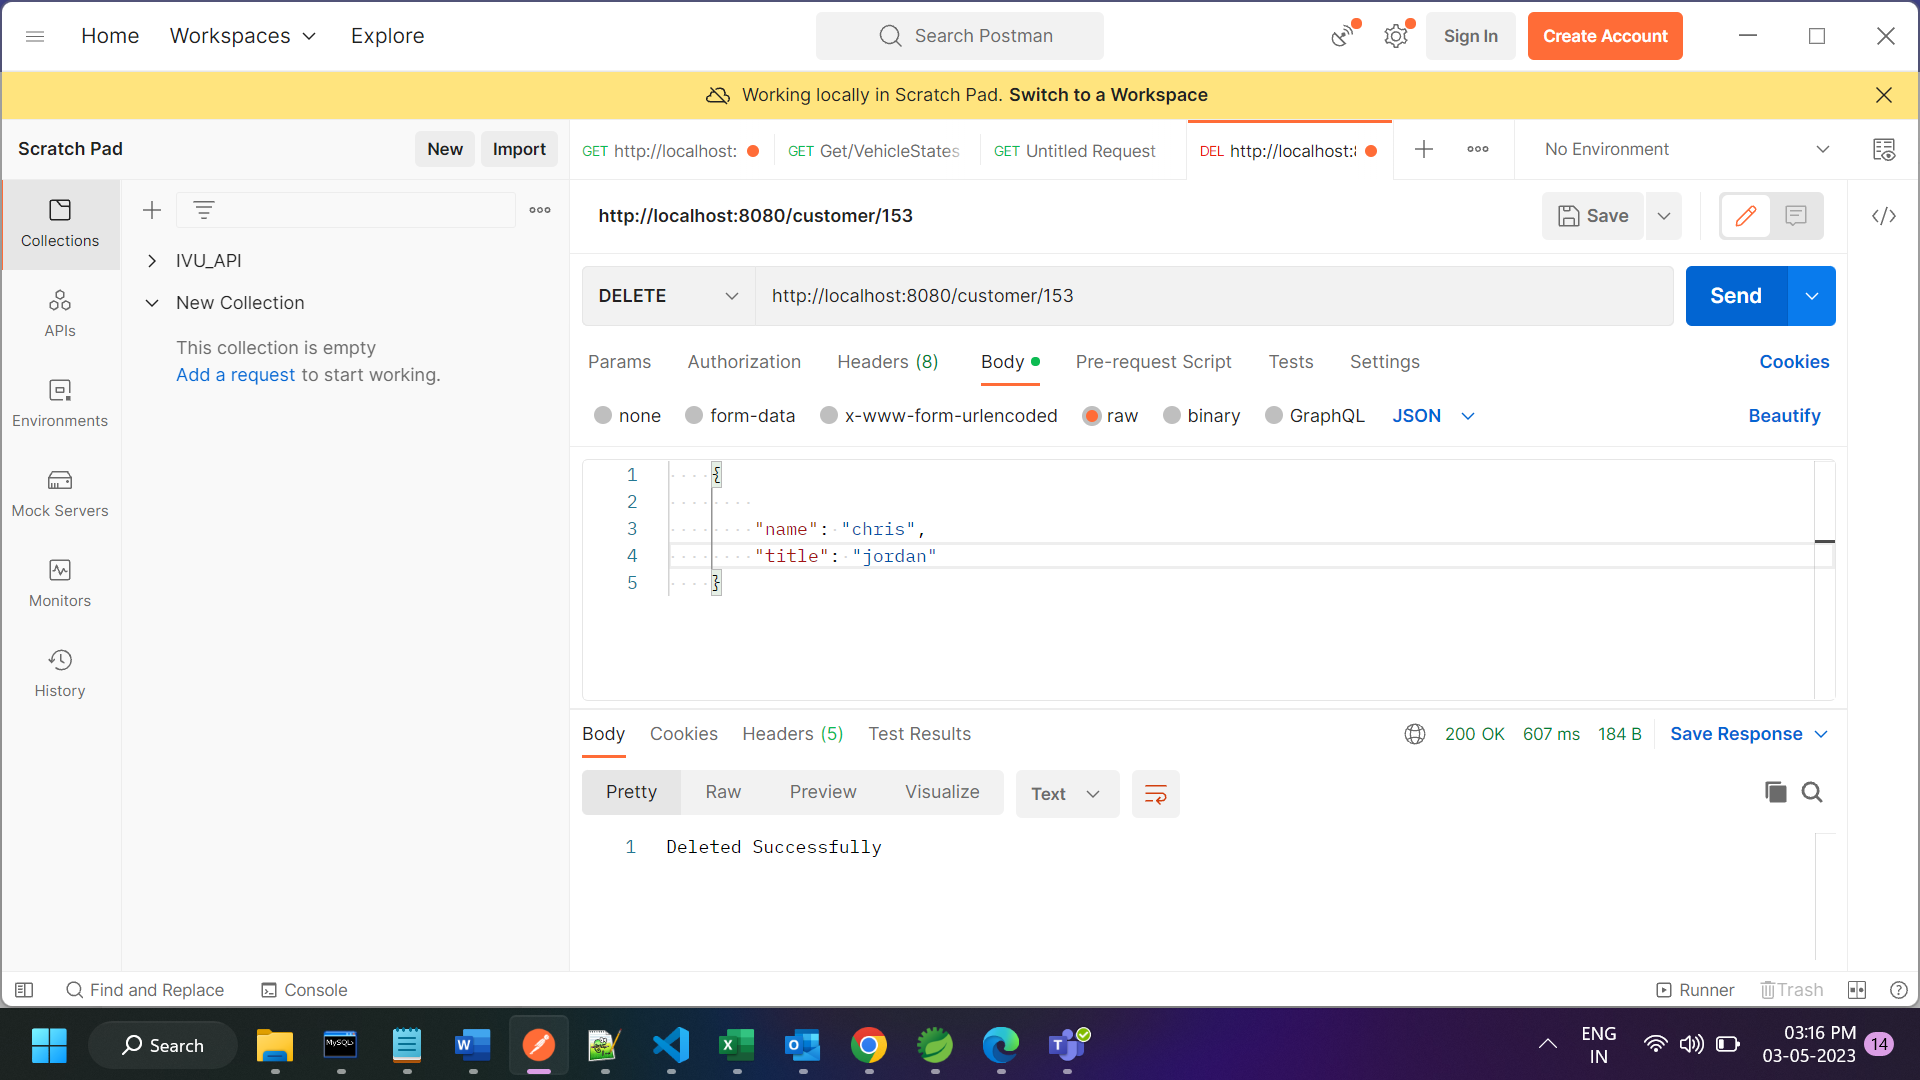 Home Workspaces Explore Search Postman Sign In Create Account
Working locally in Scratch Pad. Switch to a Workspace
Scratch Pad New Import GET http://localhost: GET Get/VehicleStates GET Untitled Request DEL http://localhost:8 No Environment
http://localhost:8080/customer/153 Save
Collections
IVU_API
New Collection
This collection is empty
Add a request to start working.
APIs
Environments
Mock Servers
Monitors
History
DELETE http://localhost:8080/customer/153 Send
Params Authorization Headers (8) Body Pre-request Script Tests Settings Cookies
none form-data x-www-form-urlencoded raw binary GraphQL JSON Beautify
1 {
2
3 "name": "chris",
4 "title": "jordan"
5 }
Body Cookies Headers (5) Test Results 200 OK 607 ms 184 B Save Response
Pretty Raw Preview Visualize Text
1 Deleted Successfully
Find and Replace Console Runner Trash
Search MySQL ENG 03:16 PM 14
IN 03-05-2023